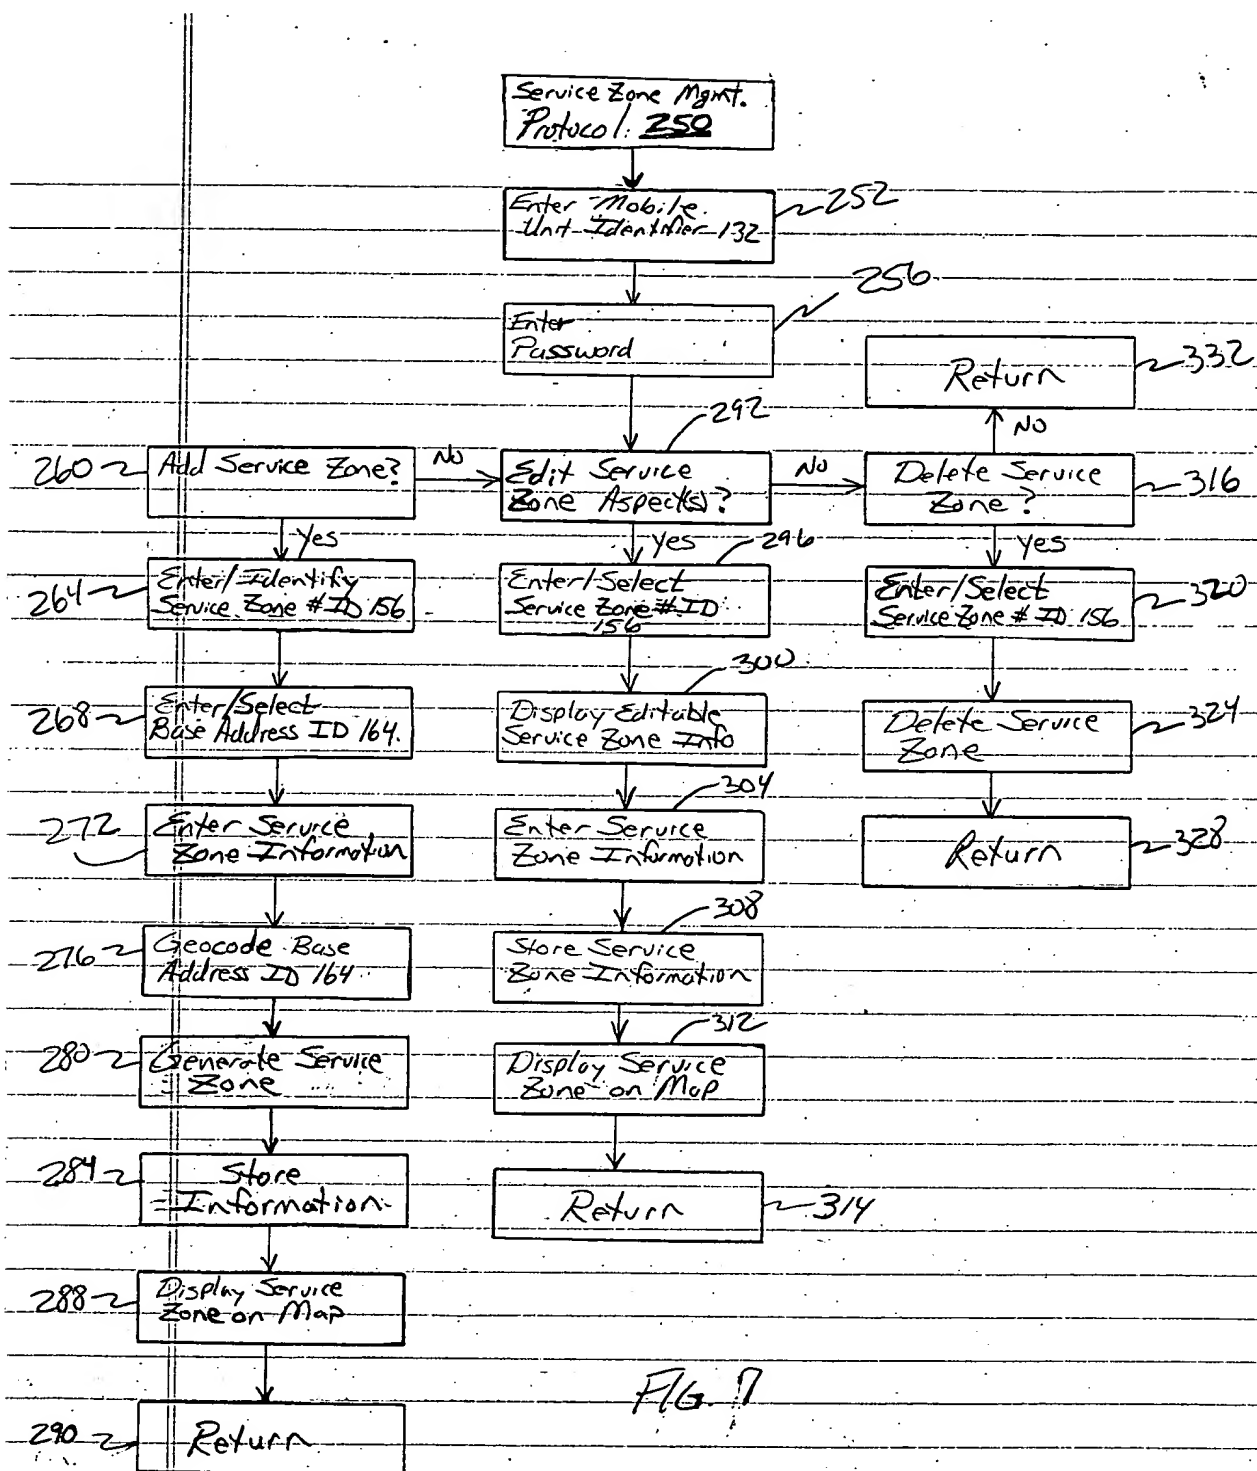 Service Zone Mgmt.
Protocol: 250
Enter Mobile
Unit Identifier 132
252
Enter
Password
256
Return
332
No
260
Add Service Zone?
No
Edit Service
Zone Aspect(s)?
292
No
Delete Service
Zone?
316
Yes
Yes
Yes
264
Enter/Identify
Service Zone # ID 156
Enter/Select
Service Zone # ID
156
296
Enter/Select
Service Zone # ID 156
320
268
Enter/Select
Base Address ID 164.
Display Editable
Service Zone Info
300
Delete Service
Zone
324
272
Enter Service
Zone Information
Enter Service
Zone Information
304
Return
328
276
Geocode Base
Address ID 164
Store Service
Zone Information
308
280
Generate Service
Zone
Display Service
Zone on Map
312
284
Store
Information
Return
314
288
Display Service
Zone on Map
290
Return
FIG. 7